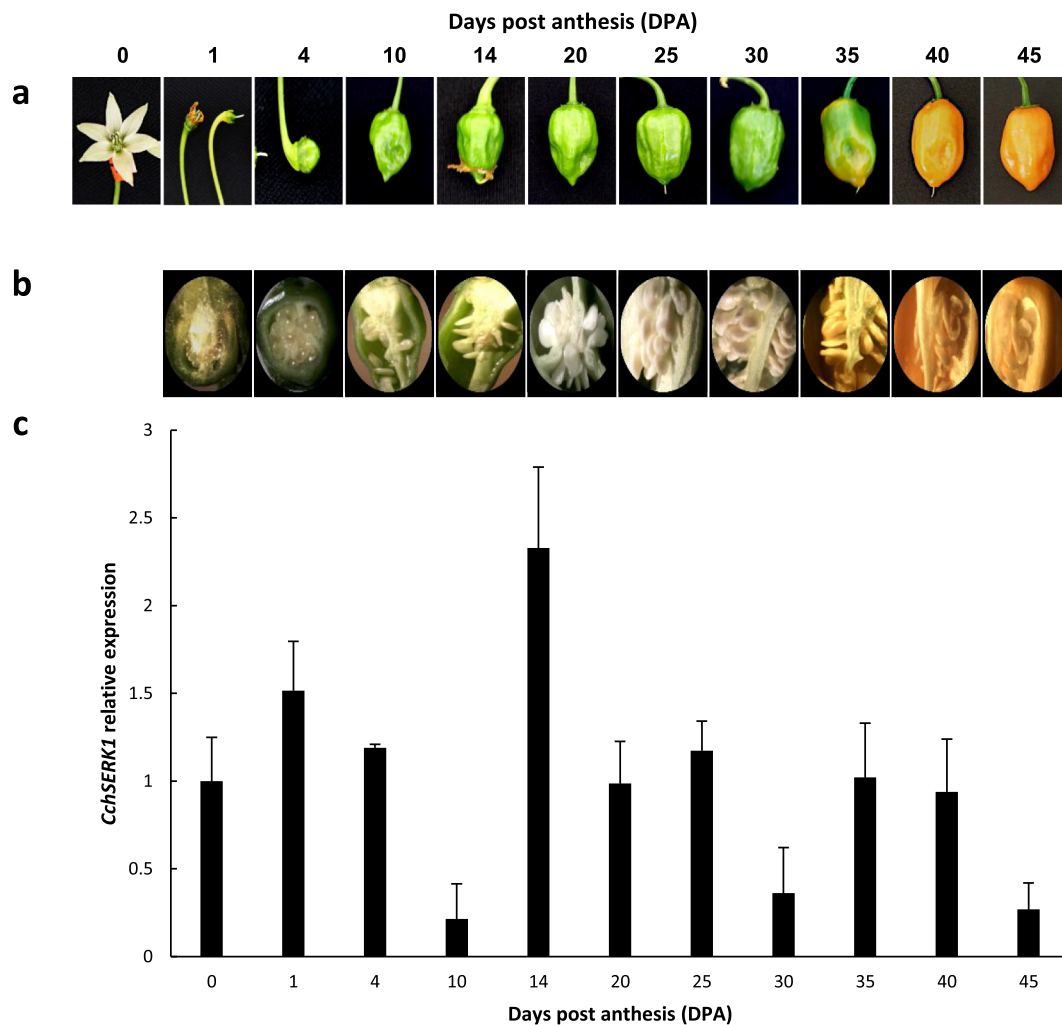 Days post anthesis (DPA)
0 1 4 10 14 20 25 30 35 40 45
a
b
c
3
2.5
2
1.5
1
0.5
0
CchSERK1 relative expression
0 1 4 10 14 20 25 30 35 40 45
Days post anthesis (DPA)